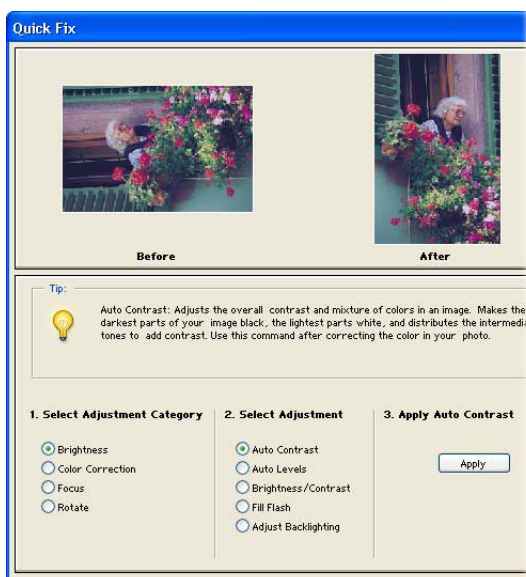 Quick Fix
Before
After
Tip:
Auto Contrast: Adjusts the overall contrast and mixture of colors in an image. Makes the
darkest parts of your image black, the lightest parts white, and distributes the intermedia
tones to add contrast. Use this command after correcting the color in your photo.
1. Select Adjustment Category
Brightness
Color Correction
Focus
Rotate
2. Select Adjustment
Auto Contrast
Auto Levels
Brightness/Contrast
Fill Flash
Adjust Backlighting
3. Apply Auto Contrast
Apply